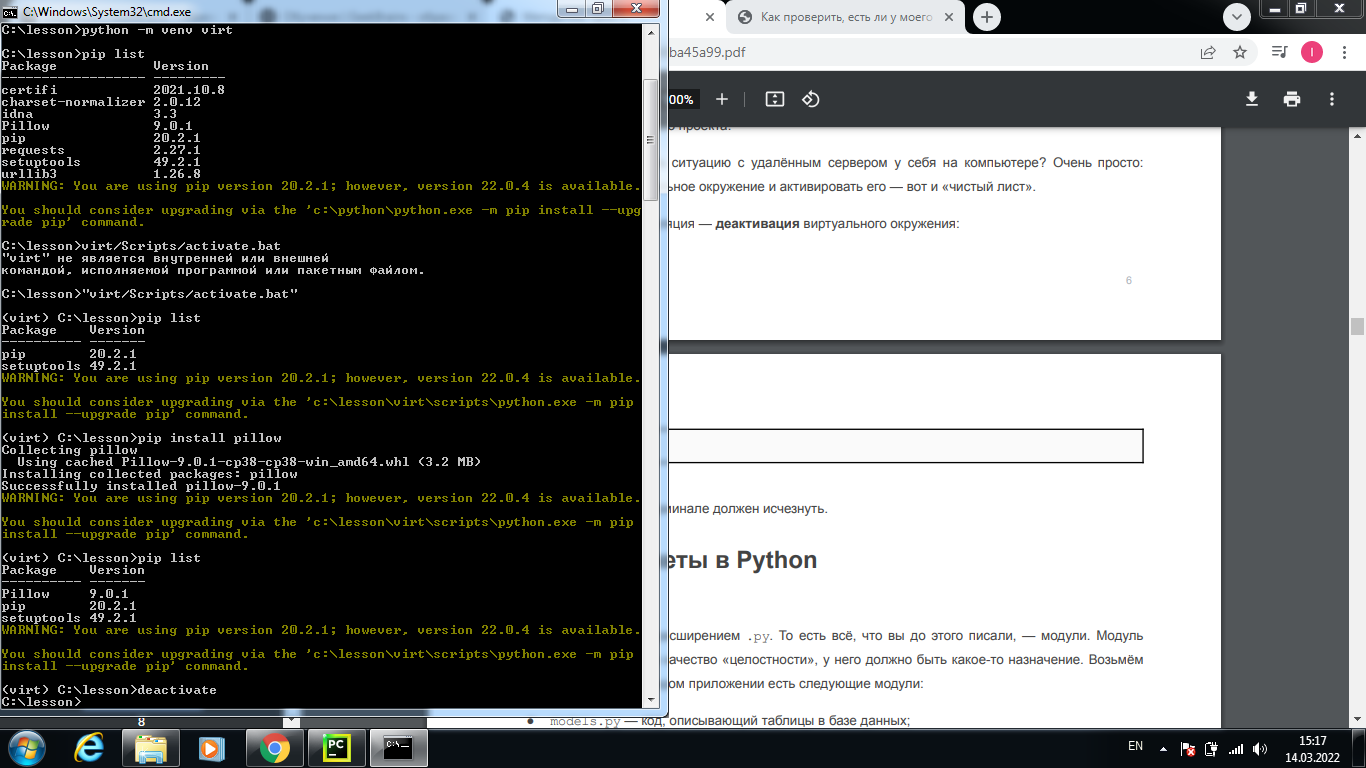 C:\Windows\System32\cmd.exe
C:\lesson>python -m venv virt
C:\lesson>pip list
Package            Version
------------------ ---------
certifi            2021.10.8
charset-normalizer 2.0.12
idna               3.3
Pillow             9.0.1
pip                20.2.1
requests           2.27.1
setuptools         49.2.1
urllib3            1.26.8
WARNING: You are using pip version 20.2.1; however, version 22.0.4 is available.
You should consider upgrading via the 'c:\python\python.exe -m pip install --upg
rade pip' command.
C:\lesson>virt/Scripts/activate.bat
"virt" не является внутренней или внешней
командой, исполняемой программой или пакетным файлом.
C:\lesson>"virt/Scripts/activate.bat"
(virt) C:\lesson>pip list
Package    Version
---------- -------
pip        20.2.1
setuptools 49.2.1
WARNING: You are using pip version 20.2.1; however, version 22.0.4 is available.
You should consider upgrading via the 'c:\lesson\virt\scripts\python.exe -m pip
install --upgrade pip' command.
(virt) C:\lesson>pip install pillow
Collecting pillow
  Using cached Pillow-9.0.1-cp38-cp38-win_amd64.whl (3.2 MB)
Installing collected packages: pillow
Successfully installed pillow-9.0.1
WARNING: You are using pip version 20.2.1; however, version 22.0.4 is available.
You should consider upgrading via the 'c:\lesson\virt\scripts\python.exe -m pip
install --upgrade pip' command.
(virt) C:\lesson>pip list
Package    Version
---------- -------
Pillow     9.0.1
pip        20.2.1
setuptools 49.2.1
WARNING: You are using pip version 20.2.1; however, version 22.0.4 is available.
You should consider upgrading via the 'c:\lesson\virt\scripts\python.exe -m pip
install --upgrade pip' command.
(virt) C:\lesson>deactivate
C:\lesson>
8
Как проверить, есть ли у моего
ba45a99.pdf
I
00%
проекта.
ситуацию с удалённым сервером у себя на компьютере? Очень просто:
ьное окружение и активировать его — вот и «чистый лист».
яция — деактивация виртуального окружения:
6
минале должен исчезнуть.
еты в Python
сширением .py. То есть всё, что вы до этого писали, — модули. Модуль
ачество «целостности», у него должно быть какое-то назначение. Возьмём
ом приложении есть следующие модули:
● models.py — код, описывающий таблицы в базе данных;
PC
EN
15:17
14.03.2022